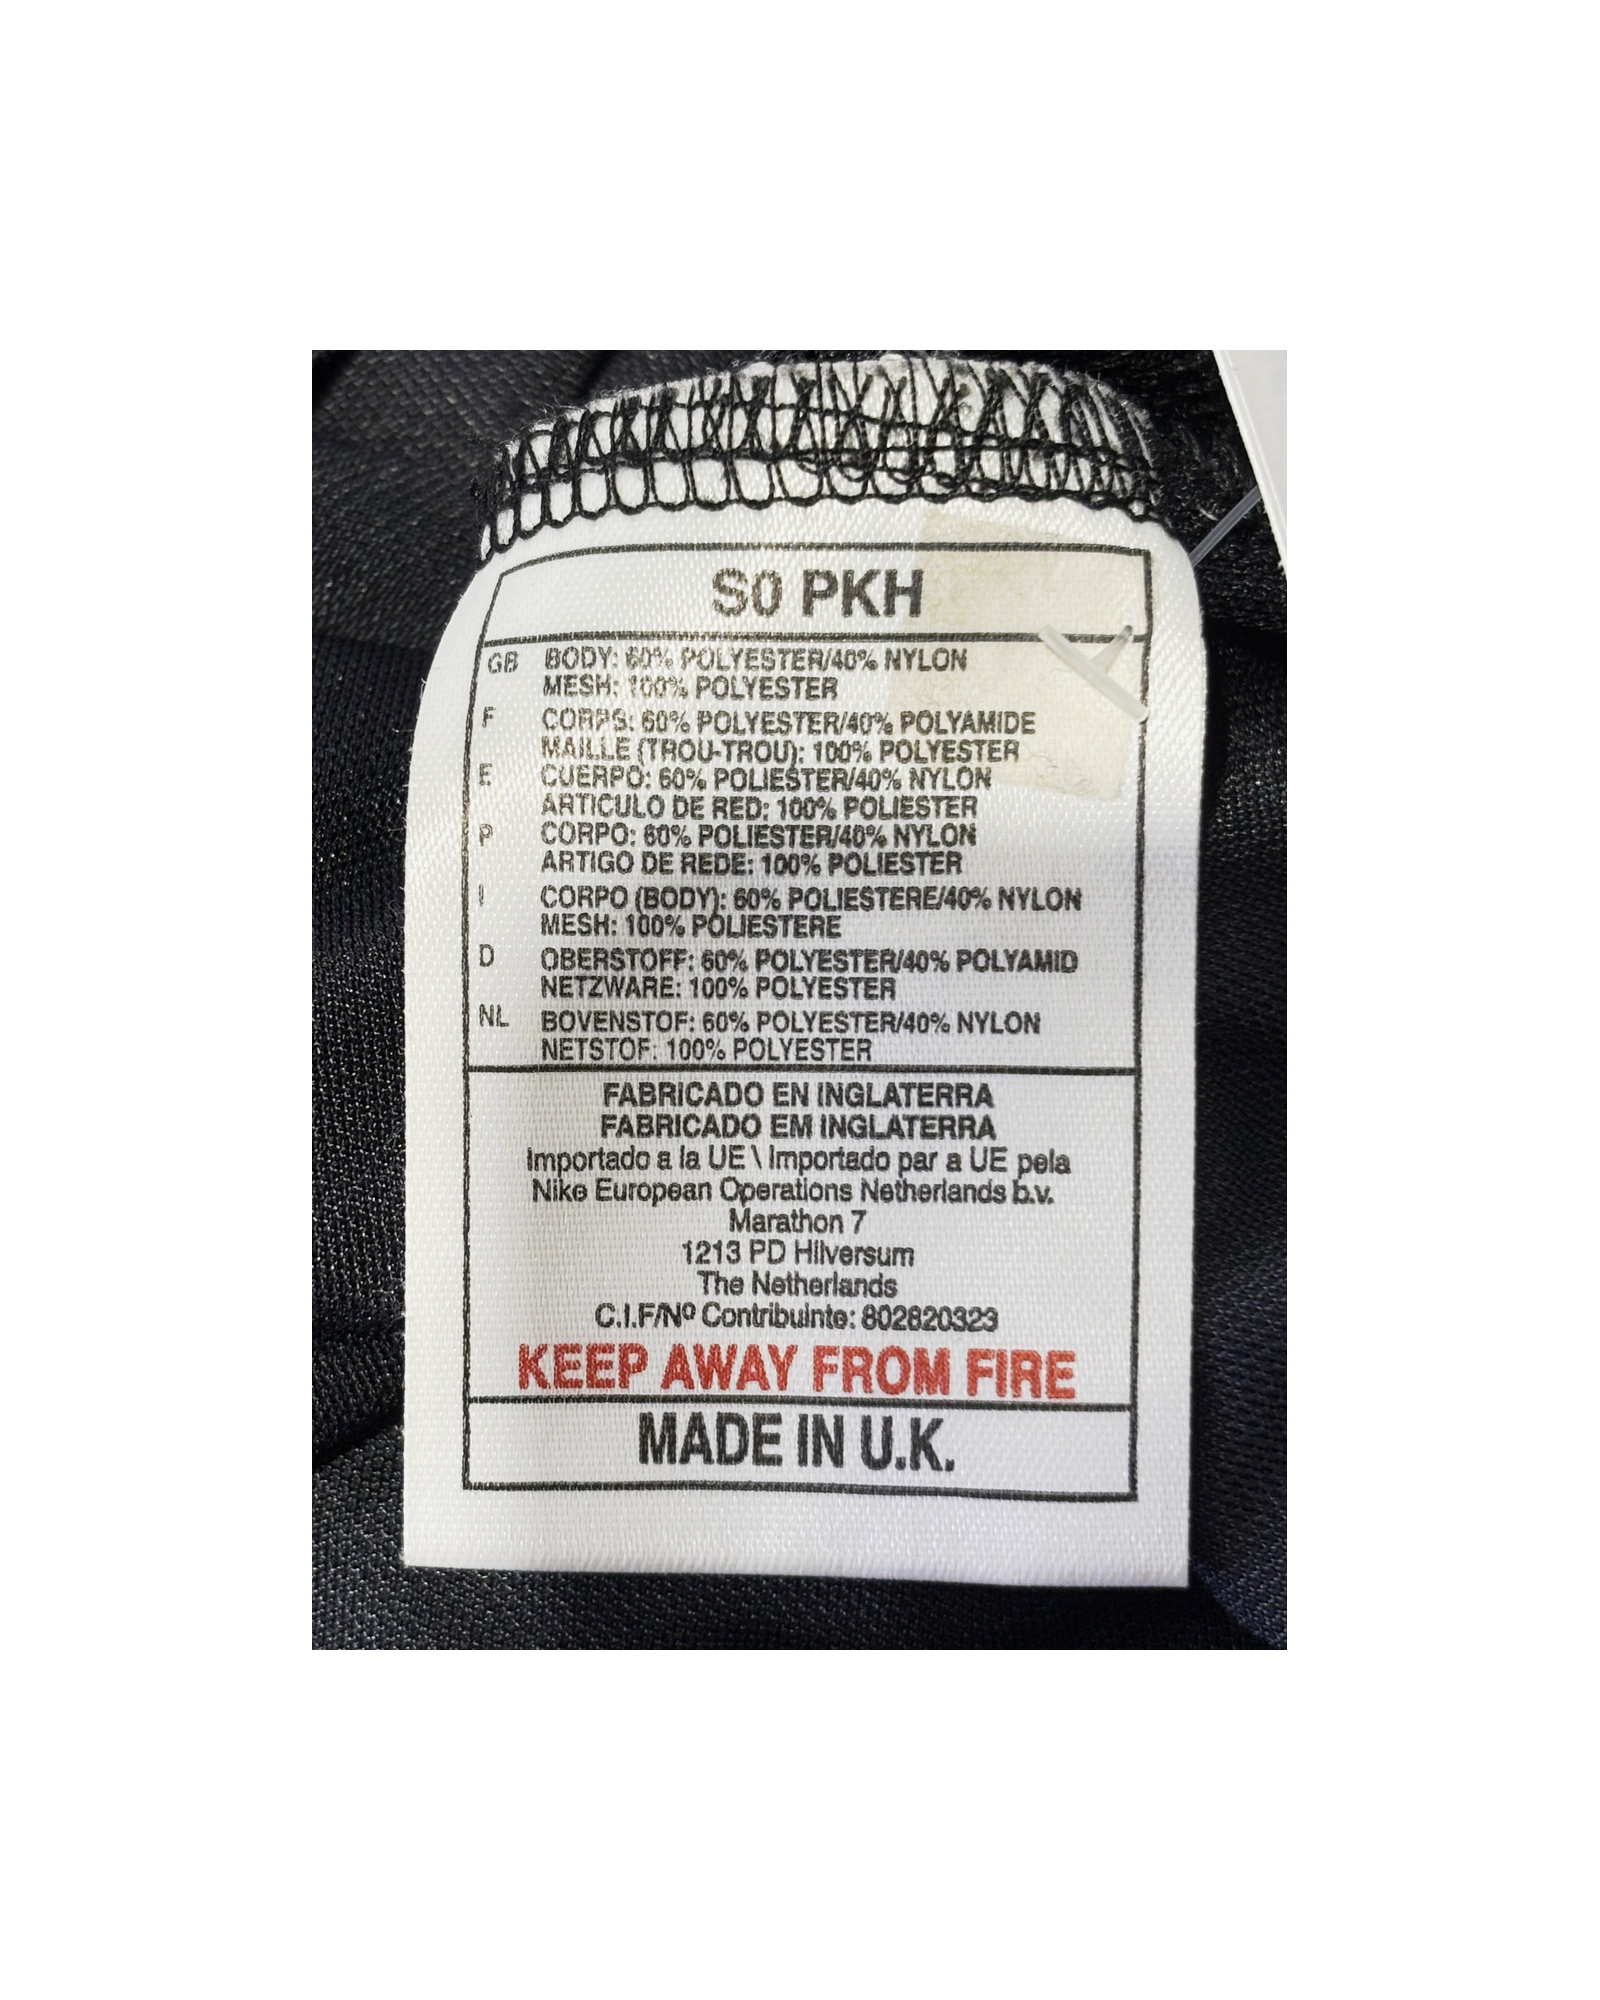 S0 PKH
GB BODY: 60% POLYESTER/40% NYLON
MESH: 100% POLYESTER
F CORPS: 60% POLYESTER/40% POLYAMIDE
MAILLE (TROU-TROU): 100% POLYESTER
E CUERPO: 60% POLIESTER/40% NYLON
ARTICULO DE RED: 100% POLIESTER
P CORPO: 60% POLIESTER/40% NYLON
ARTIGO DE REDE: 100% POLIESTER
I CORPO (BODY): 60% POLIESTERE/40% NYLON
MESH: 100% POLIESTERE
D OBERSTOFF: 60% POLYESTER/40% POLYAMID
NETZWARE: 100% POLYESTER
NL BOVENSTOF: 60% POLYESTER/40% NYLON
NETSTOF: 100% POLYESTER
FABRICADO EN INGLATERRA
FABRICADO EM INGLATERRA
Importado a la UE \ Importado par a UE pela
Nike European Operations Netherlands b.v.
Marathon 7
1213 PD Hilversum
The Netherlands
C.I.F/Nº Contribuinte: 802820323
KEEP AWAY FROM FIRE
MADE IN U.K.